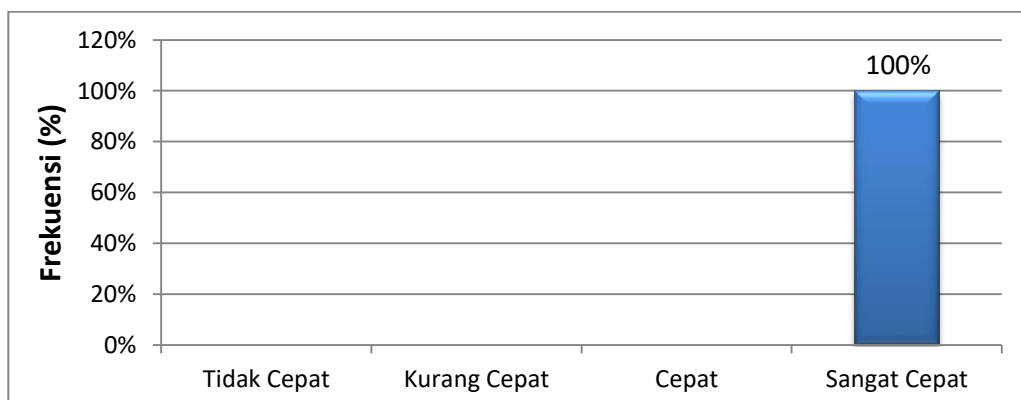 120%
100%
80%
60%
40%
20%
0%
Frekuensi (%)
100%
Tidak Cepat
Kurang Cepat
Cepat
Sangat Cepat